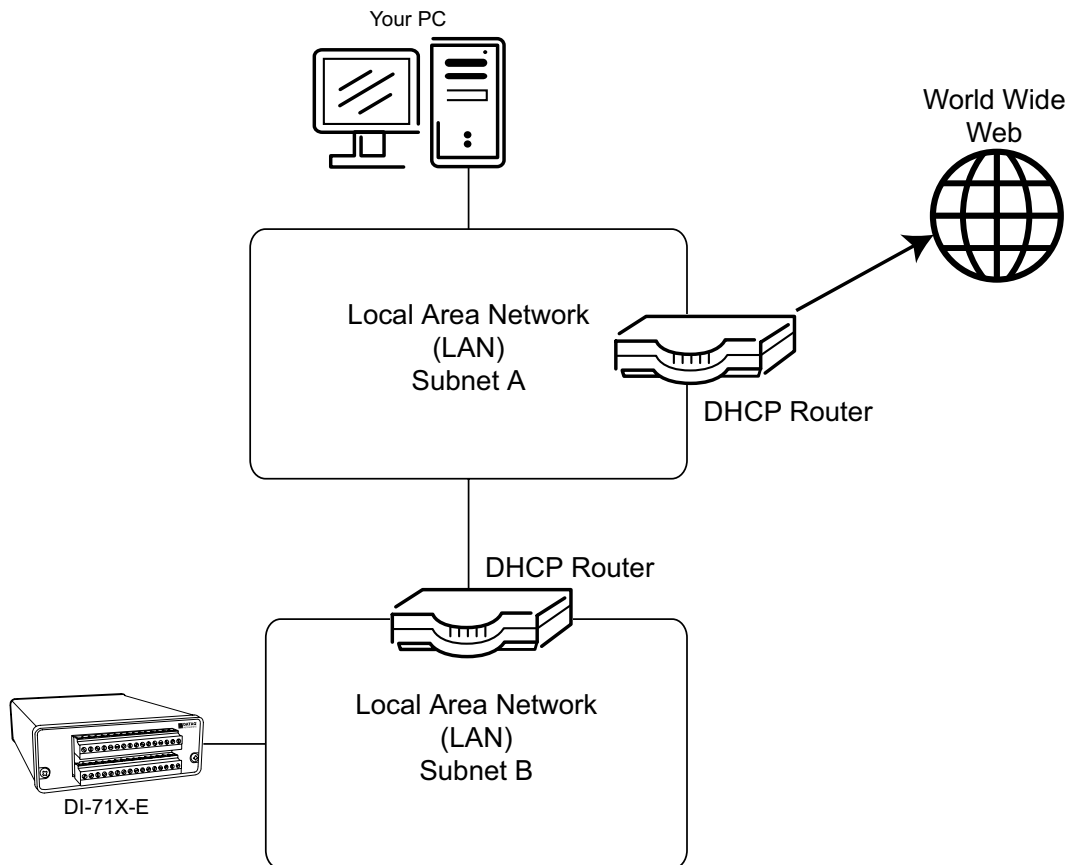 Your PC
World Wide
Web
Local Area Network
(LAN)
Subnet A
DHCP Router
DHCP Router
Local Area Network
(LAN)
Subnet B
DATAQ
DI-71X-E